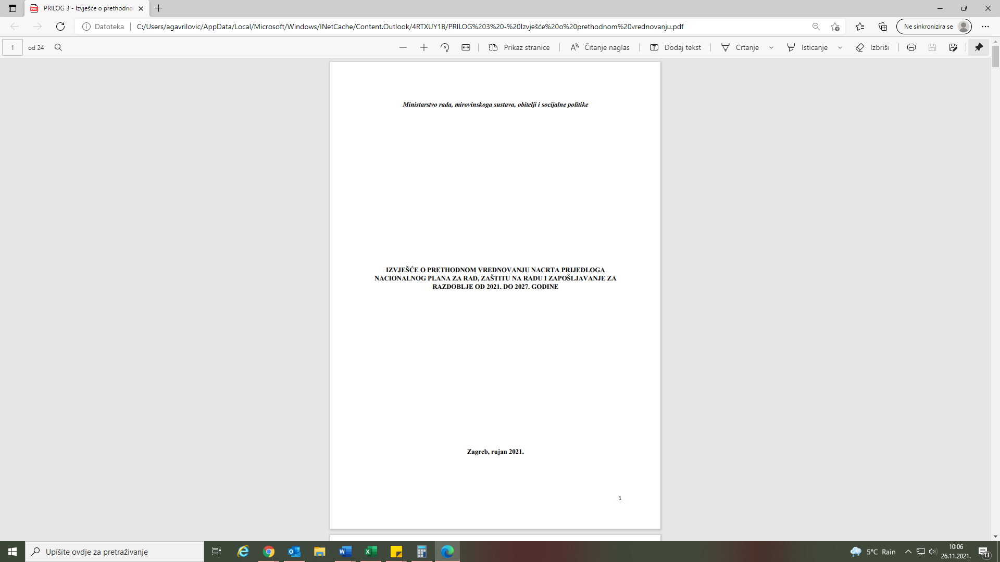 PRILOG 3 - Izvješće o prethodno
Datoteka
C:/Users/agavrilovic/AppData/Local/Microsoft/Windows/INetCache/Content.Outlook/4RTXUY1B/PRILOG%203%20-%20Izvješće%20o%20prethodnom%20vrednovanju.pdf
Ne sinkronizira se
1 od 24
Prikaz stranice
Čitanje naglas
Dodaj tekst
Crtanje
Isticanje
Izbriši
Ministarstvo rada, mirovinskoga sustava, obitelji i socijalne politike
IZVJEŠĆE O PRETHODNOM VREDNOVANJU NACRTA PRIJEDLOGA
NACIONALNOG PLANA ZA RAD, ZAŠTITU NA RADU I ZAPOŠLJAVANJE ZA
RAZDOBLJE OD 2021. DO 2027. GODINE
Zagreb, rujan 2021.
1
Upišite ovdje za pretraživanje
5°C Rain
10:06
26.11.2021.
13